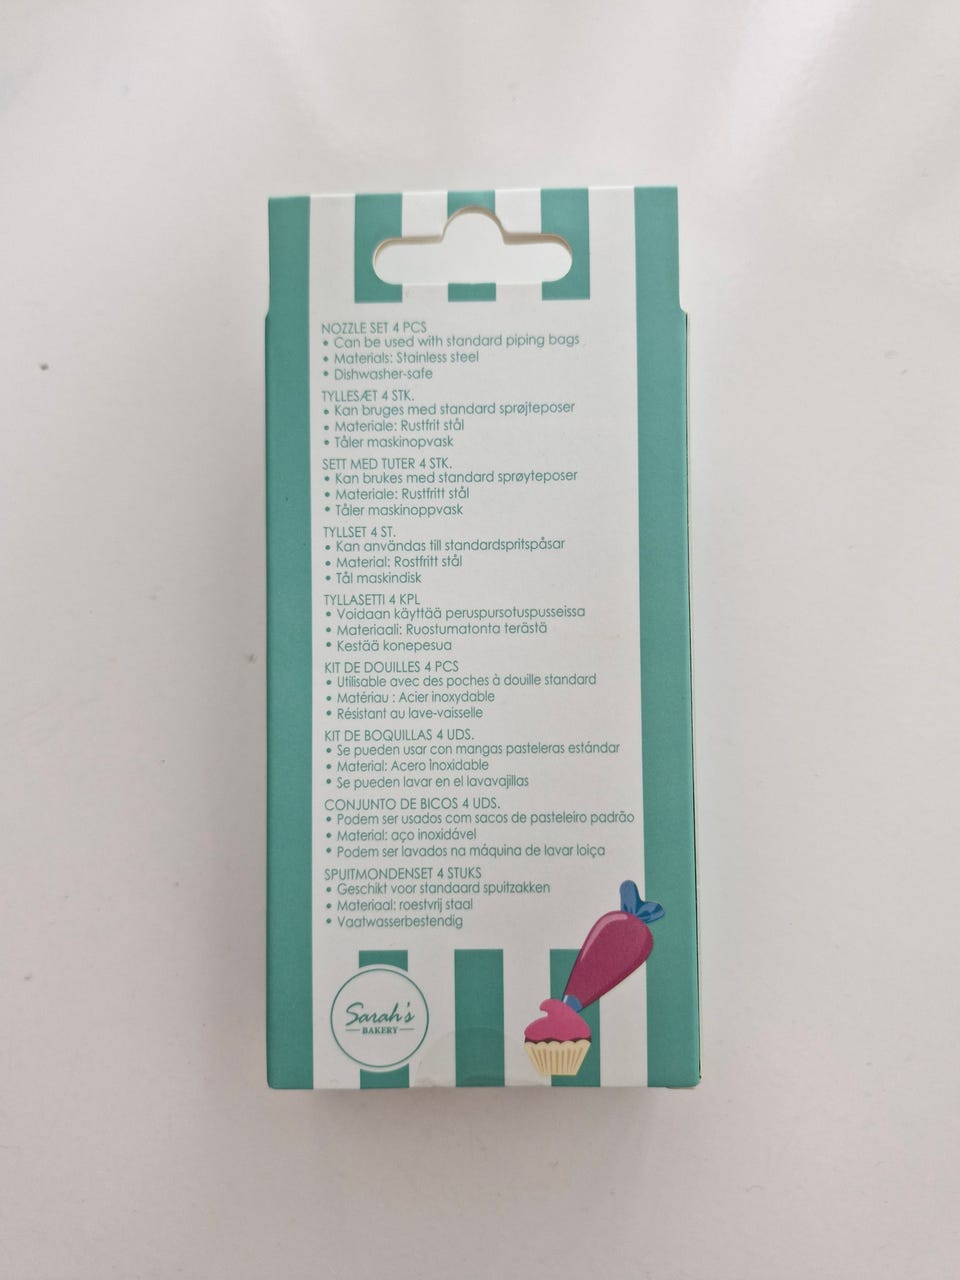 NOZZLE SET 4 PCS
• Can be used with standard piping bags
• Materials: Stainless steel
• Dishwasher-safe
TYLLESÆT 4 STK.
• Kan bruges med standard sprøjteposer
• Materiale: Rustfrit stål
• Tåler maskinopvask
SETT MED TUTER 4 STK.
• Kan brukes med standard sprøyteposer
• Materiale: Rustfritt stål
• Tåler maskinoppvask
TYLLSET 4 ST.
• Kan användas till standardspritspåsar
• Material: Rostfritt stål
• Tål maskindisk
TYLLASETTI 4 KPL
• Voidaan käyttää peruspursotuspusseissa
• Materiaali: Ruostumatonta terästä
• Kestää konepesua
KIT DE DOUILLES 4 PCS
• Utilisable avec des poches à douille standard
• Matériau : Acier inoxydable
• Résistant au lave-vaisselle
KIT DE BOQUILLAS 4 UDS.
• Se pueden usar con mangas pasteleras estándar
• Material: Acero inoxidable
• Se pueden lavar en el lavavajillas
CONJUNTO DE BICOS 4 UDS.
• Podem ser usados com sacos de pasteleiro padrão
• Material: aço inoxidável
• Podem ser lavados na máquina de lavar loiça
SPUITMONDENSET 4 STUKS
• Geschikt voor standaard spuitzakken
• Materiaal: roestvrij staal
• Vaatwasserbestendig
Sarah's
BAKERY